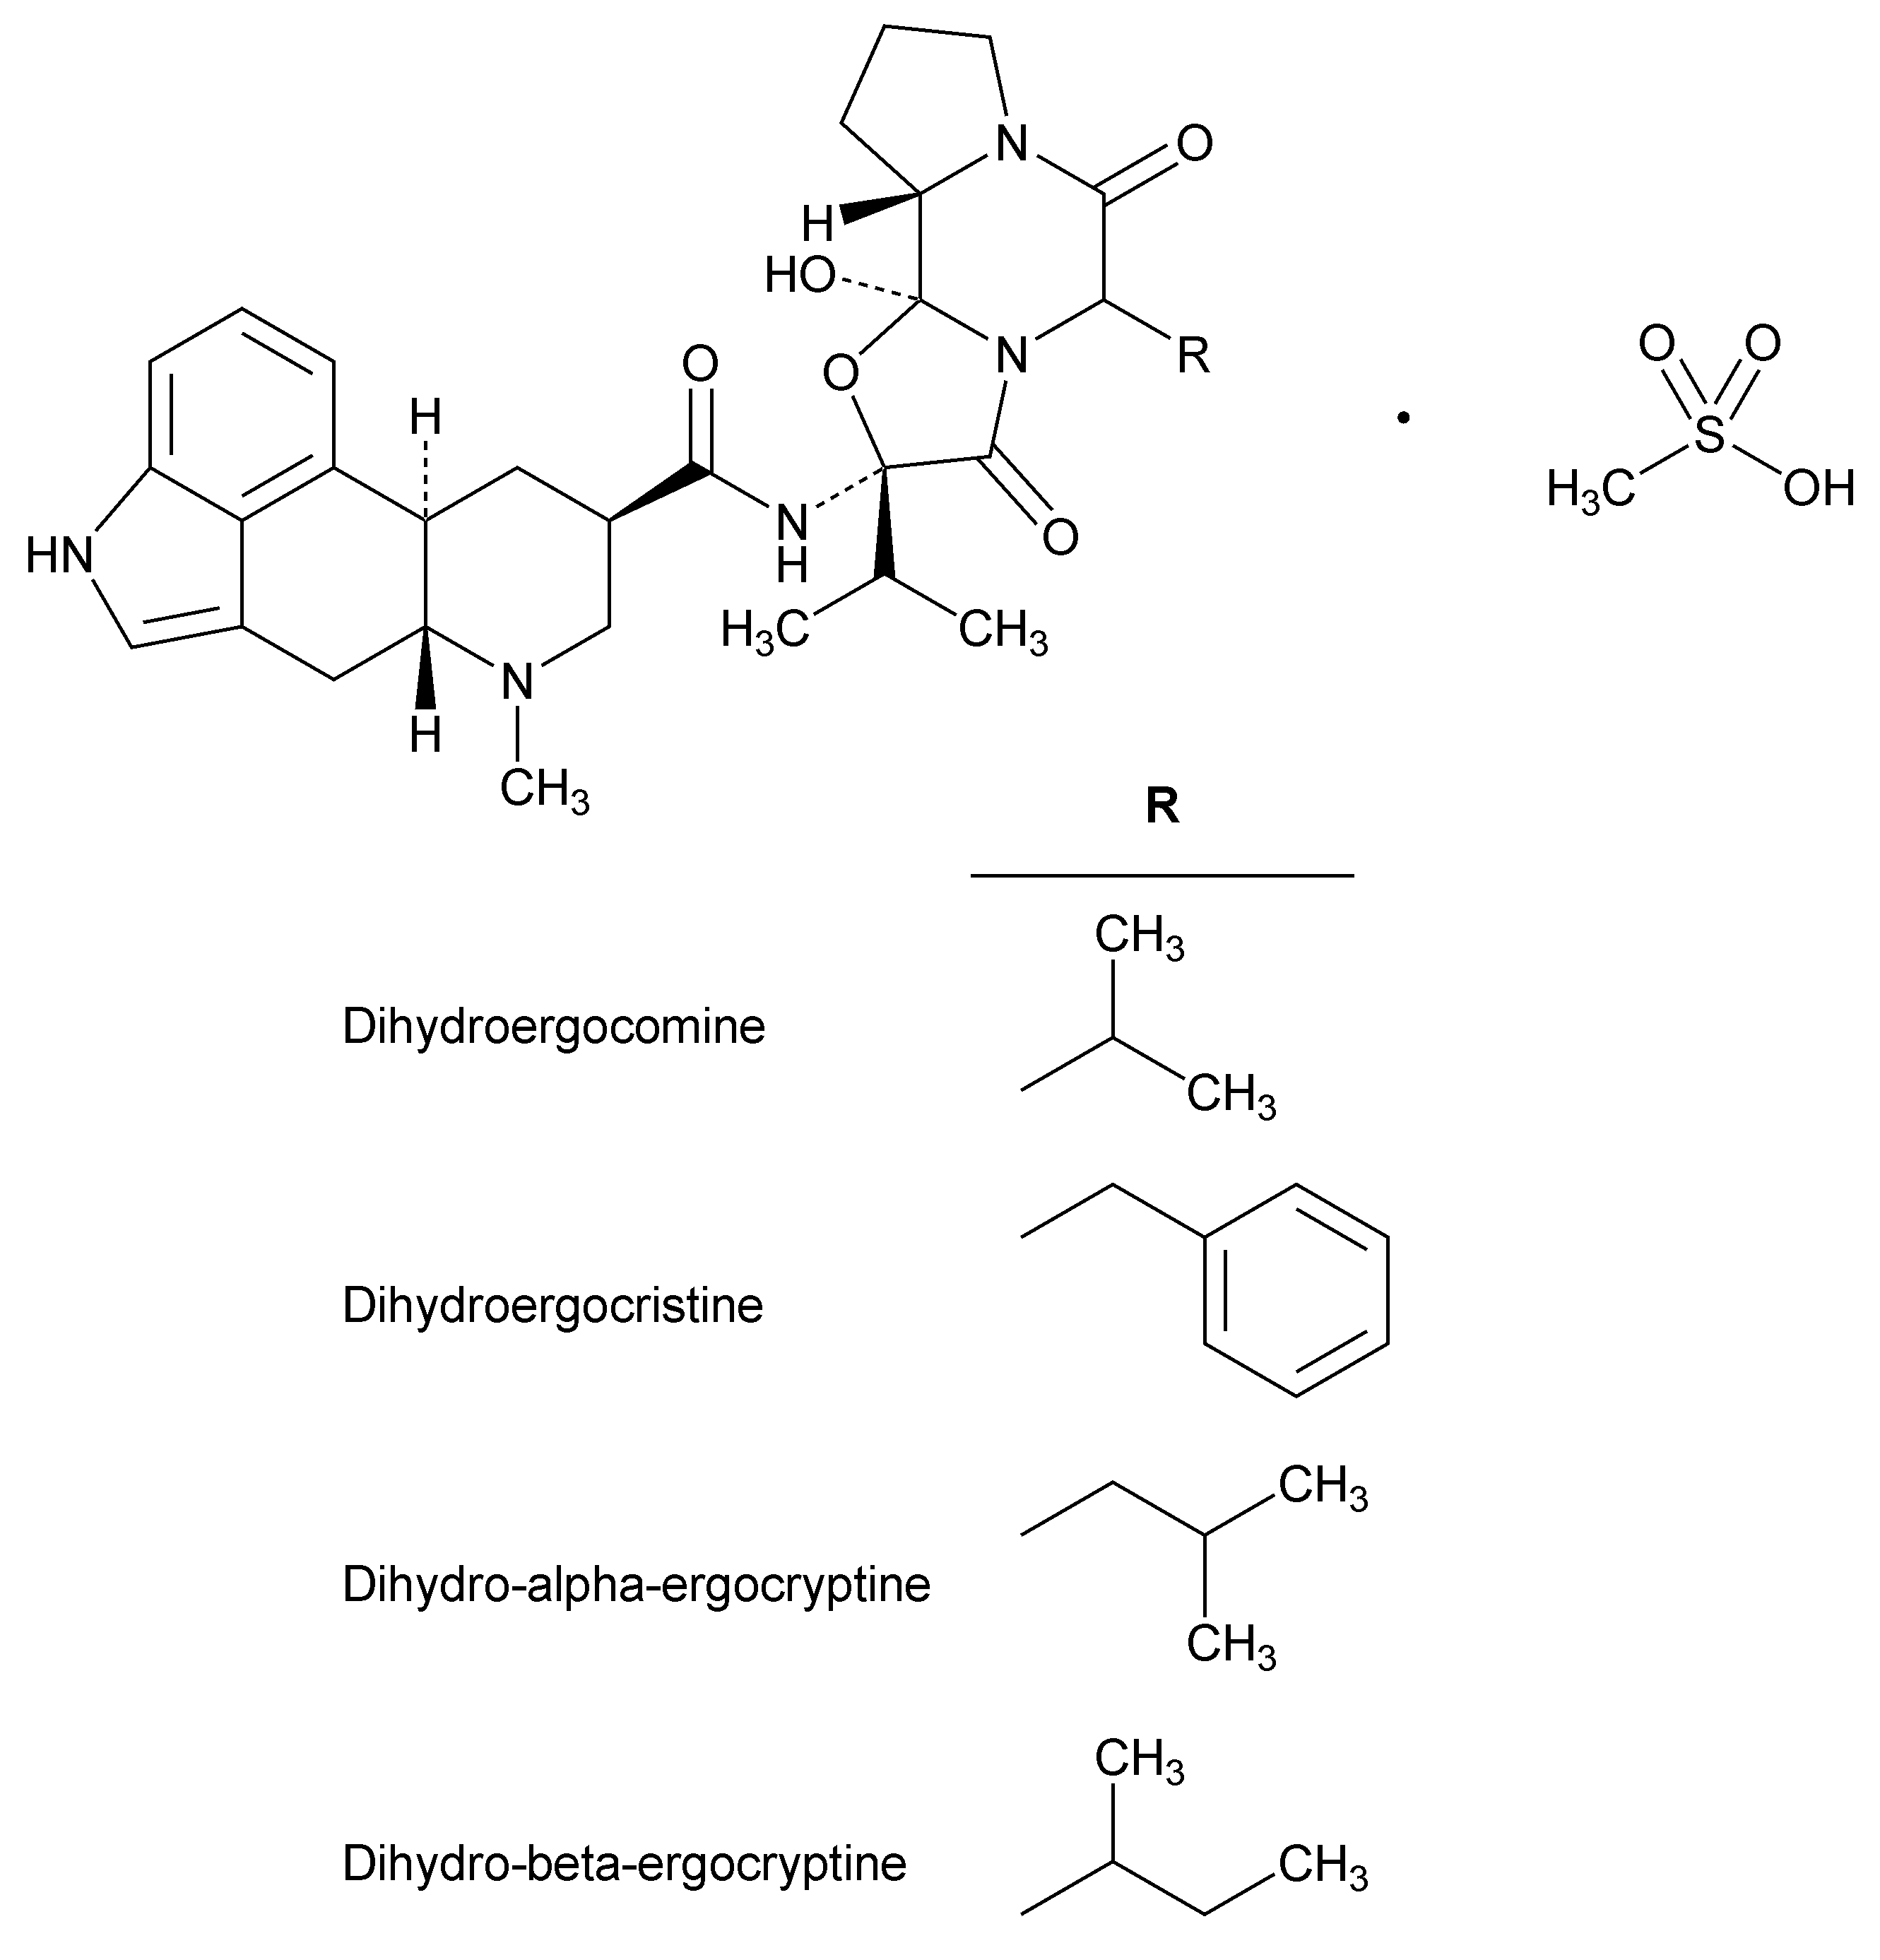 N
O
H
HO
O
N
R
O
O
O
H
O
S
HN
N
H
O
H₃C
OH
H₃C
CH₃
N
H
CH₃
R
CH₃
Dihydroergocomine
CH₃
Dihydroergocristine
CH₃
Dihydro-alpha-ergocryptine
CH₃
CH₃
Dihydro-beta-ergocryptine
CH₃